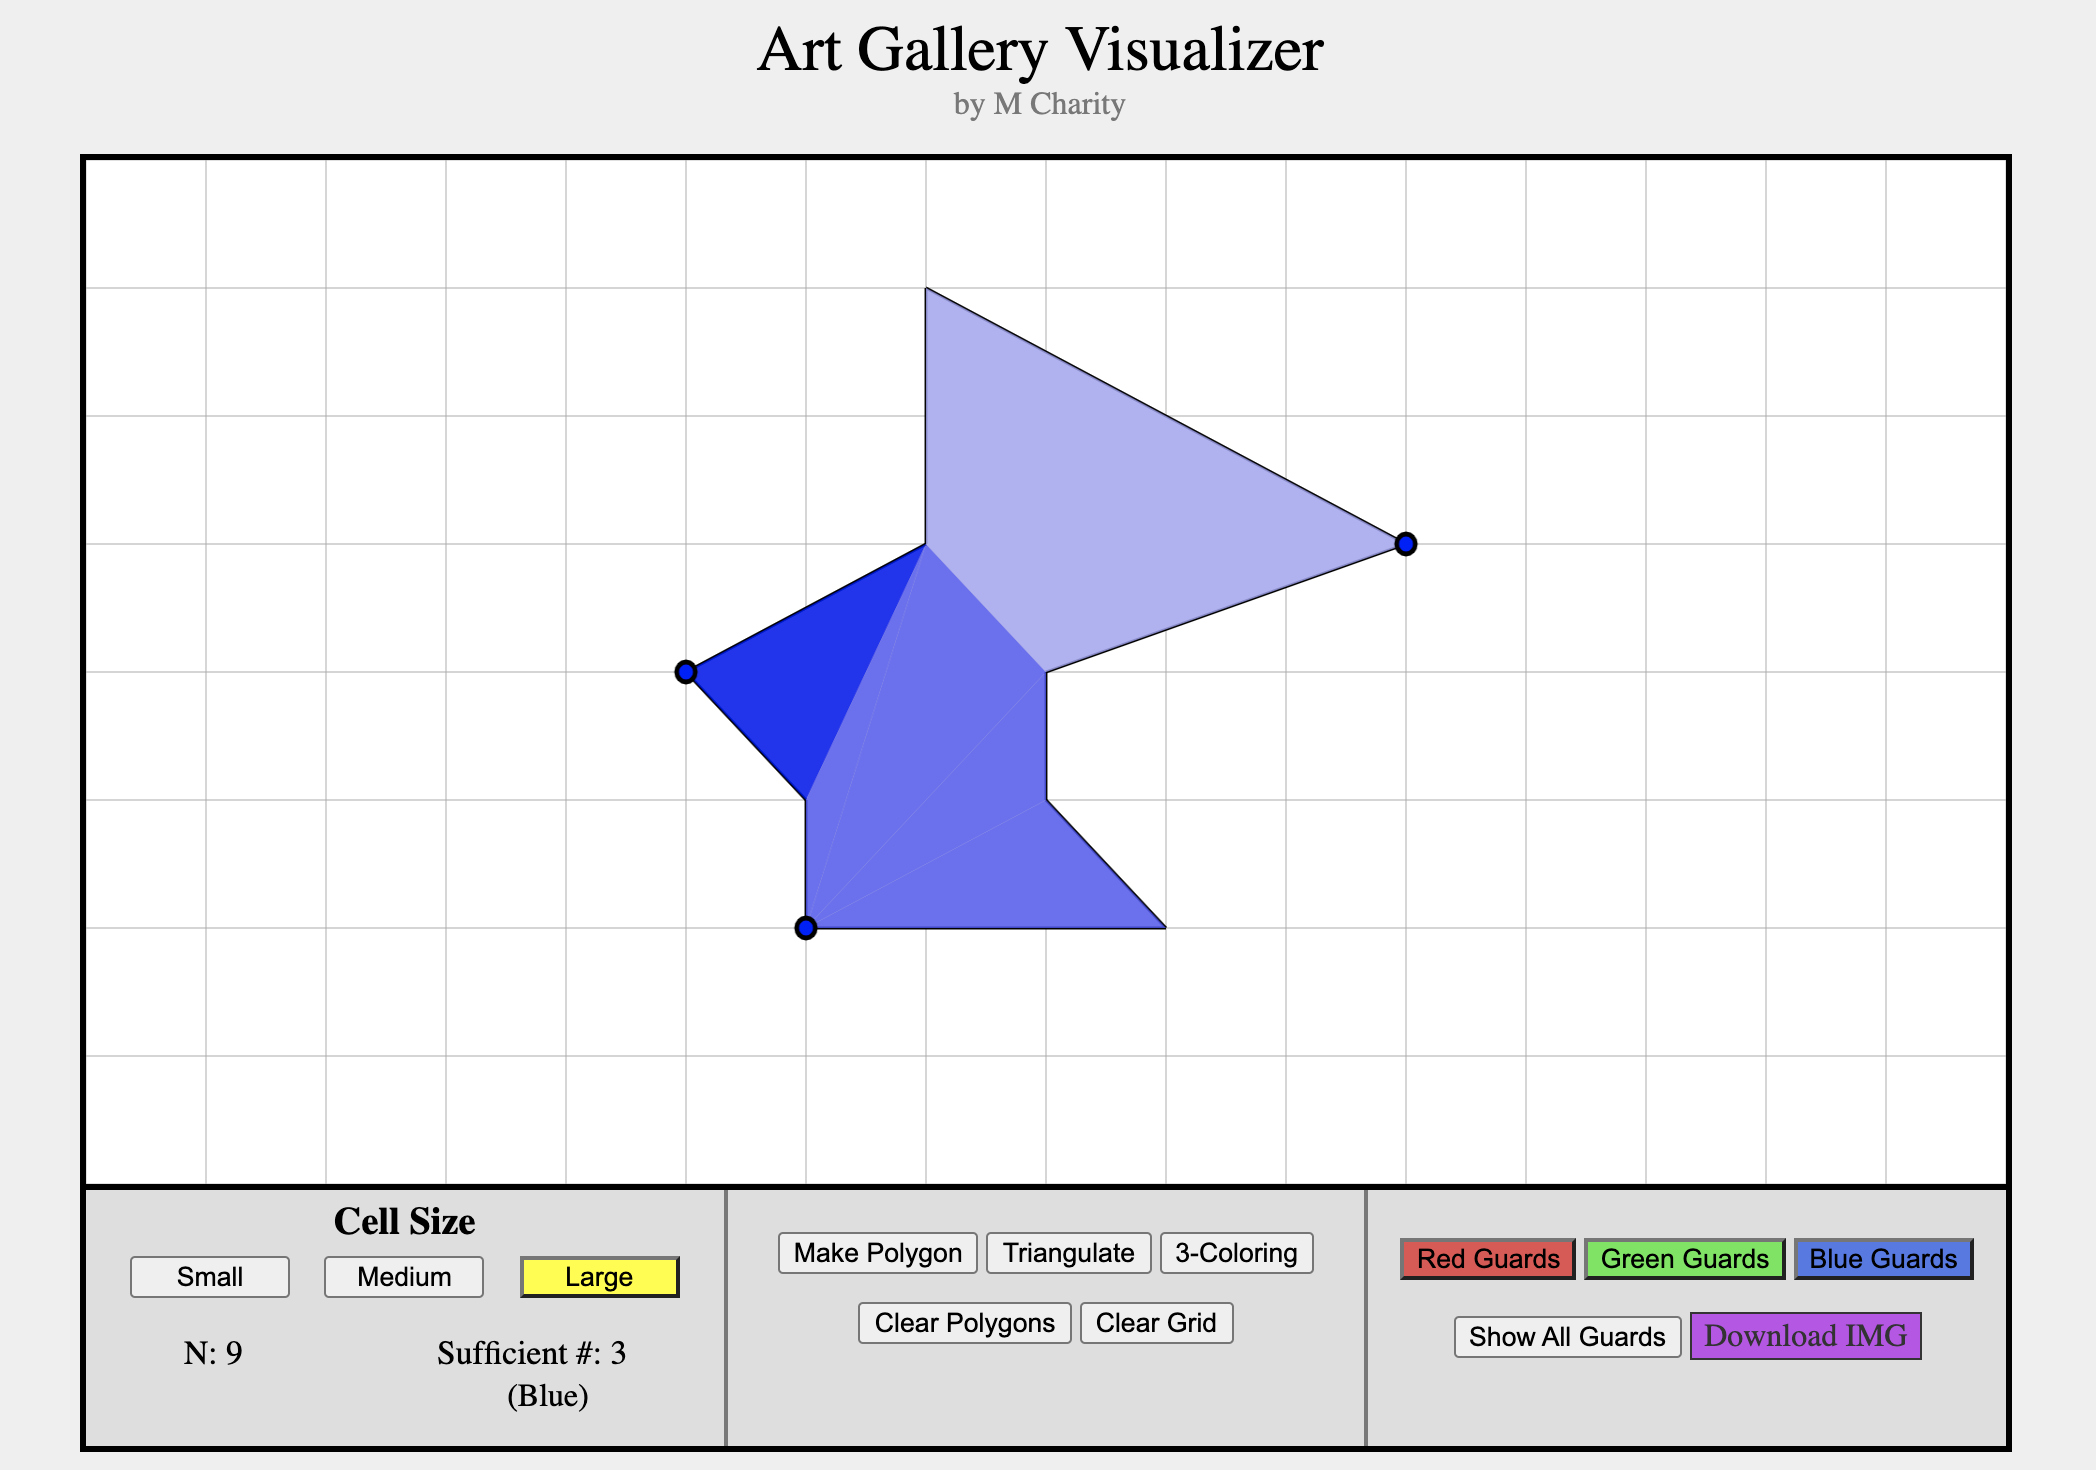 Art Gallery Visualizer
by M Charity
Cell Size
Small Medium Large
N: 9 Sufficient #: 3
(Blue)
Make Polygon Triangulate 3-Coloring
Clear Polygons Clear Grid
Red Guards Green Guards Blue Guards
Show All Guards Download IMG